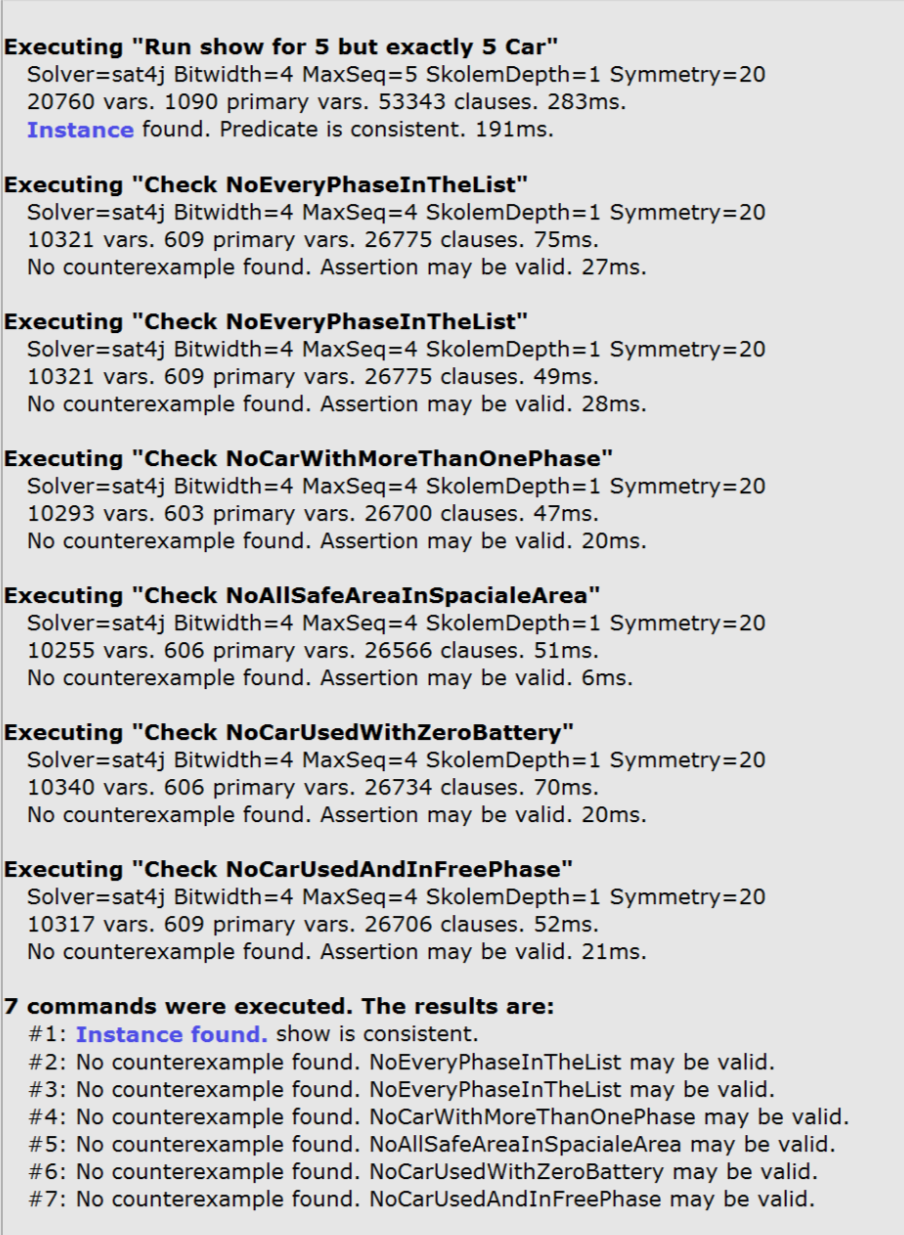 Executing "Run show for 5 but exactly 5 Car"
Solver=sat4j Bitwidth=4 MaxSeq=5 SkolemDepth=1 Symmetry=20
20760 vars. 1090 primary vars. 53343 clauses. 283ms.
Instance found. Predicate is consistent. 191ms.
Executing "Check NoEveryPhaseInTheList"
Solver=sat4j Bitwidth=4 MaxSeq=4 SkolemDepth=1 Symmetry=20
10321 vars. 609 primary vars. 26775 clauses. 75ms.
No counterexample found. Assertion may be valid. 27ms.
Executing "Check NoEveryPhaseInTheList"
Solver=sat4j Bitwidth=4 MaxSeq=4 SkolemDepth=1 Symmetry=20
10321 vars. 609 primary vars. 26775 clauses. 49ms.
No counterexample found. Assertion may be valid. 28ms.
Executing "Check NoCarWithMoreThanOnePhase"
Solver=sat4j Bitwidth=4 MaxSeq=4 SkolemDepth=1 Symmetry=20
10293 vars. 603 primary vars. 26700 clauses. 47ms.
No counterexample found. Assertion may be valid. 20ms.
Executing "Check NoAllSafeAreaInSpacialeArea"
Solver=sat4j Bitwidth=4 MaxSeq=4 SkolemDepth=1 Symmetry=20
10255 vars. 606 primary vars. 26566 clauses. 51ms.
No counterexample found. Assertion may be valid. 6ms.
Executing "Check NoCarUsedWithZeroBattery"
Solver=sat4j Bitwidth=4 MaxSeq=4 SkolemDepth=1 Symmetry=20
10340 vars. 606 primary vars. 26734 clauses. 70ms.
No counterexample found. Assertion may be valid. 20ms.
Executing "Check NoCarUsedAndInFreePhase"
Solver=sat4j Bitwidth=4 MaxSeq=4 SkolemDepth=1 Symmetry=20
10317 vars. 609 primary vars. 26706 clauses. 52ms.
No counterexample found. Assertion may be valid. 21ms.
7 commands were executed. The results are:
#1: Instance found. show is consistent.
#2: No counterexample found. NoEveryPhaseInTheList may be valid.
#3: No counterexample found. NoEveryPhaseInTheList may be valid.
#4: No counterexample found. NoCarWithMoreThanOnePhase may be valid.
#5: No counterexample found. NoAllSafeAreaInSpacialeArea may be valid.
#6: No counterexample found. NoCarUsedWithZeroBattery may be valid.
#7: No counterexample found. NoCarUsedAndInFreePhase may be valid.